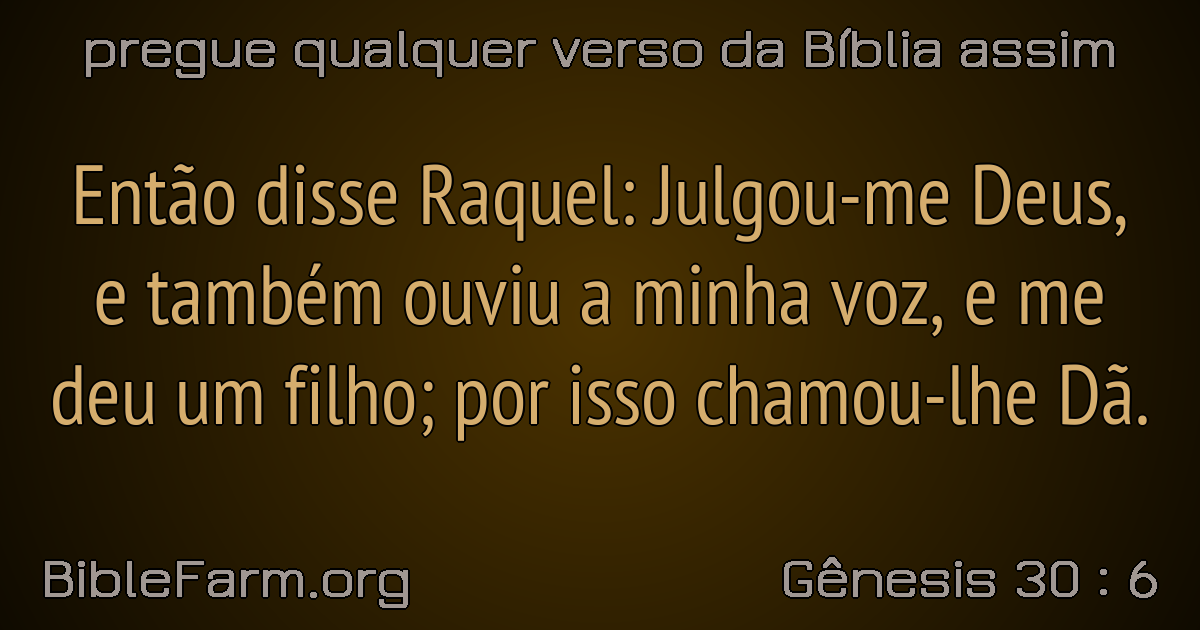 pregue qualquer verso da Bíblia assim
Então disse Raquel: Julgou-me Deus,
e também ouviu a minha voz, e me
deu um filho; por isso chamou-lhe Dã.
BibleFarm.org
Gênesis 30 : 6